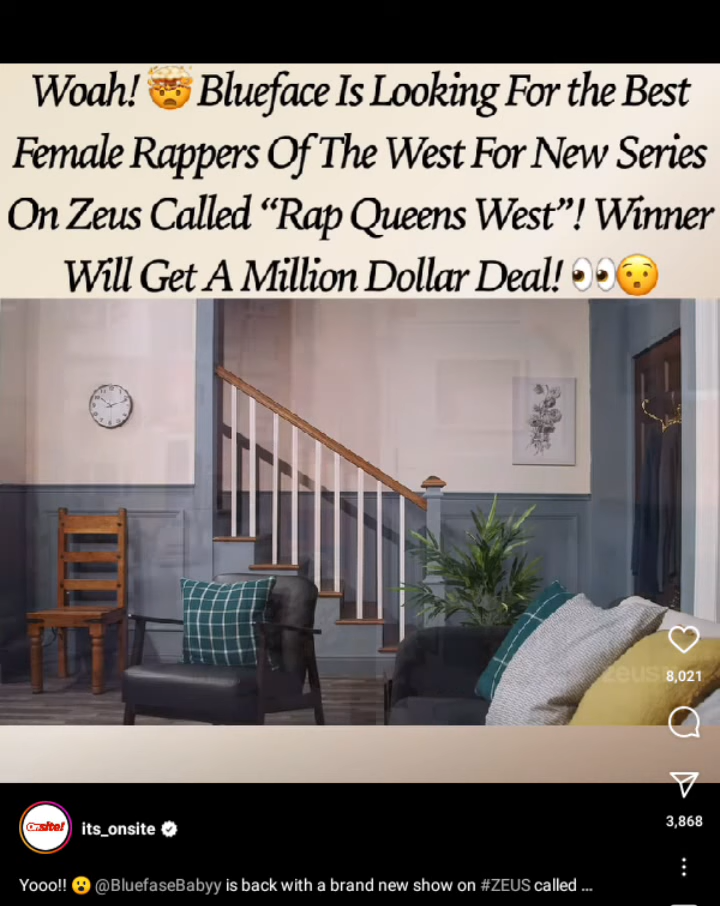 Woah! 🤯 Blueface Is Looking For the Best
Female Rappers Of The West For New Series
On Zeus Called “Rap Queens West”! Winner
Will Get A Million Dollar Deal! 👀😯
zeus
8,021
3,868
Onsite!
its_onsite
Yooo!! 😮 @BluefaseBabyy is back with a brand new show on #ZEUS called ...